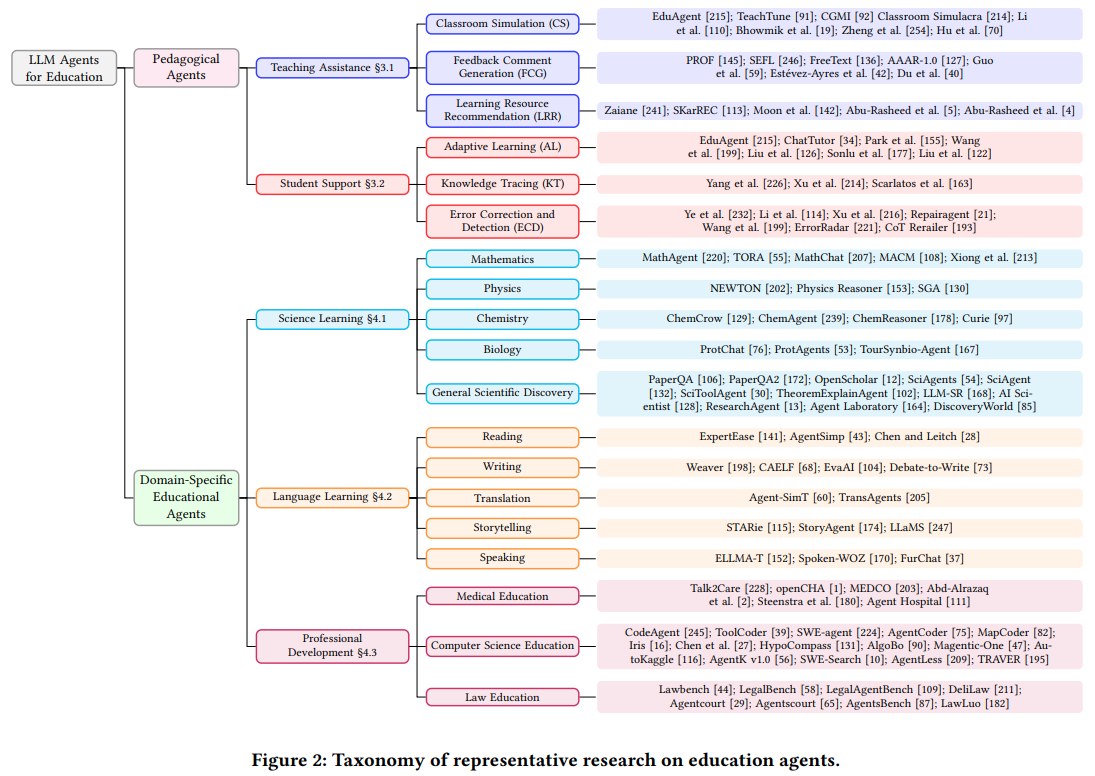 LLM Agents
for Education
Pedagogical
Agents
Teaching Assistance §3.1
Classroom Simulation (CS)
EduAgent [215]; TeachTune [91]; CGMI [92] Classroom Simulacra [214]; Li
et al. [110]; Bhowmik et al. [19]; Zheng et al. [254]; Hu et al. [70]
Feedback Comment
Generation (FCG)
PROF [145]; SEFL [246]; FreeText [136]; AAAR-1.0 [127]; Guo
et al. [59]; Estévez-Ayres et al. [42]; Du et al. [40]
Learning Resource
Recommendation (LRR)
Zaiane [241]; SKarREC [113]; Moon et al. [142]; Abu-Rasheed et al. [5]; Abu-Rasheed et al. [4]
Student Support §3.2
Adaptive Learning (AL)
EduAgent [215]; ChatTutor [34]; Park et al. [155]; Wang
et al. [199]; Liu et al. [126]; Sonlu et al. [177]; Liu et al. [122]
Knowledge Tracing (KT)
Yang et al. [226]; Xu et al. [214]; Scarlatos et al. [163]
Error Correction and
Detection (ECD)
Ye et al. [232]; Li et al. [114]; Xu et al. [216]; Repairagent [21];
Wang et al. [199]; ErrorRadar [221]; CoT Rerailer [193]
Domain-Specific
Educational
Agents
Science Learning §4.1
Mathematics
MathAgent [220]; TORA [55]; MathChat [207]; MACM [108]; Xiong et al. [213]
Physics
NEWTON [202]; Physics Reasoner [153]; SGA [130]
Chemistry
ChemCrow [129]; ChemAgent [239]; ChemReasoner [178]; Curie [97]
Biology
ProtChat [76]; ProtAgents [53]; TourSynbio-Agent [167]
General Scientific Discovery
PaperQA [106]; PaperQA2 [172]; OpenScholar [12]; SciAgents [54]; SciAgent
[132]; SciToolAgent [30]; TheoremExplainAgent [102]; LLM-SR [168]; AI Sci-
entist [128]; ResearchAgent [13]; Agent Laboratory [164]; DiscoveryWorld [85]
Language Learning §4.2
Reading
ExpertEase [141]; AgentSimp [43]; Chen and Leitch [28]
Writing
Weaver [198]; CAELF [68]; EvaAI [104]; Debate-to-Write [73]
Translation
Agent-SimT [60]; TransAgents [205]
Storytelling
STARie [115]; StoryAgent [174]; LLaMS [247]
Speaking
ELLMA-T [152]; Spoken-WOZ [170]; FurChat [37]
Professional
Development §4.3
Medical Education
Talk2Care [228]; openCHA [1]; MEDCO [203]; Abd-Alrazaq
et al. [2]; Steenstra et al. [180]; Agent Hospital [111]
Computer Science Education
CodeAgent [245]; ToolCoder [39]; SWE-agent [224]; AgentCoder [75]; MapCoder [82];
Iris [16]; Chen et al. [27]; HypoCompass [131]; AlgoBo [90]; Magentic-One [47]; Au-
toKaggle [116]; AgentK v1.0 [56]; SWE-Search [10]; AgentLess [209]; TRAVER [195]
Law Education
Lawbench [44]; LegalBench [58]; LegalAgentBench [109]; DeliLaw [211];
Agentcourt [29]; Agentscourt [65]; AgentsBench [87]; LawLuo [182]
Figure 2: Taxonomy of representative research on education agents.